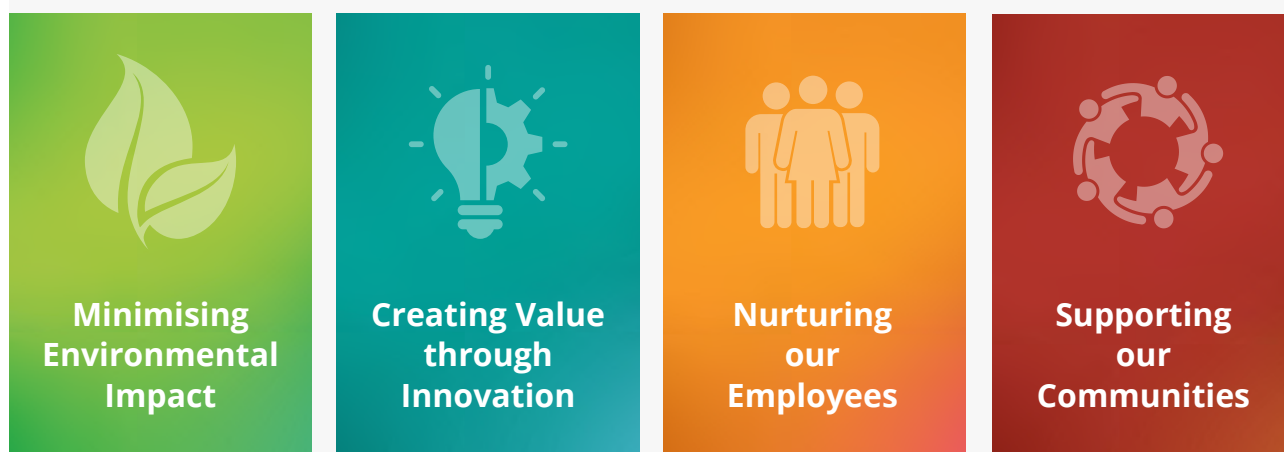 Minimising
Environmental
Impact
Creating Value
through
Innovation
Nurturing
our
Employees
Supporting
our
Communities